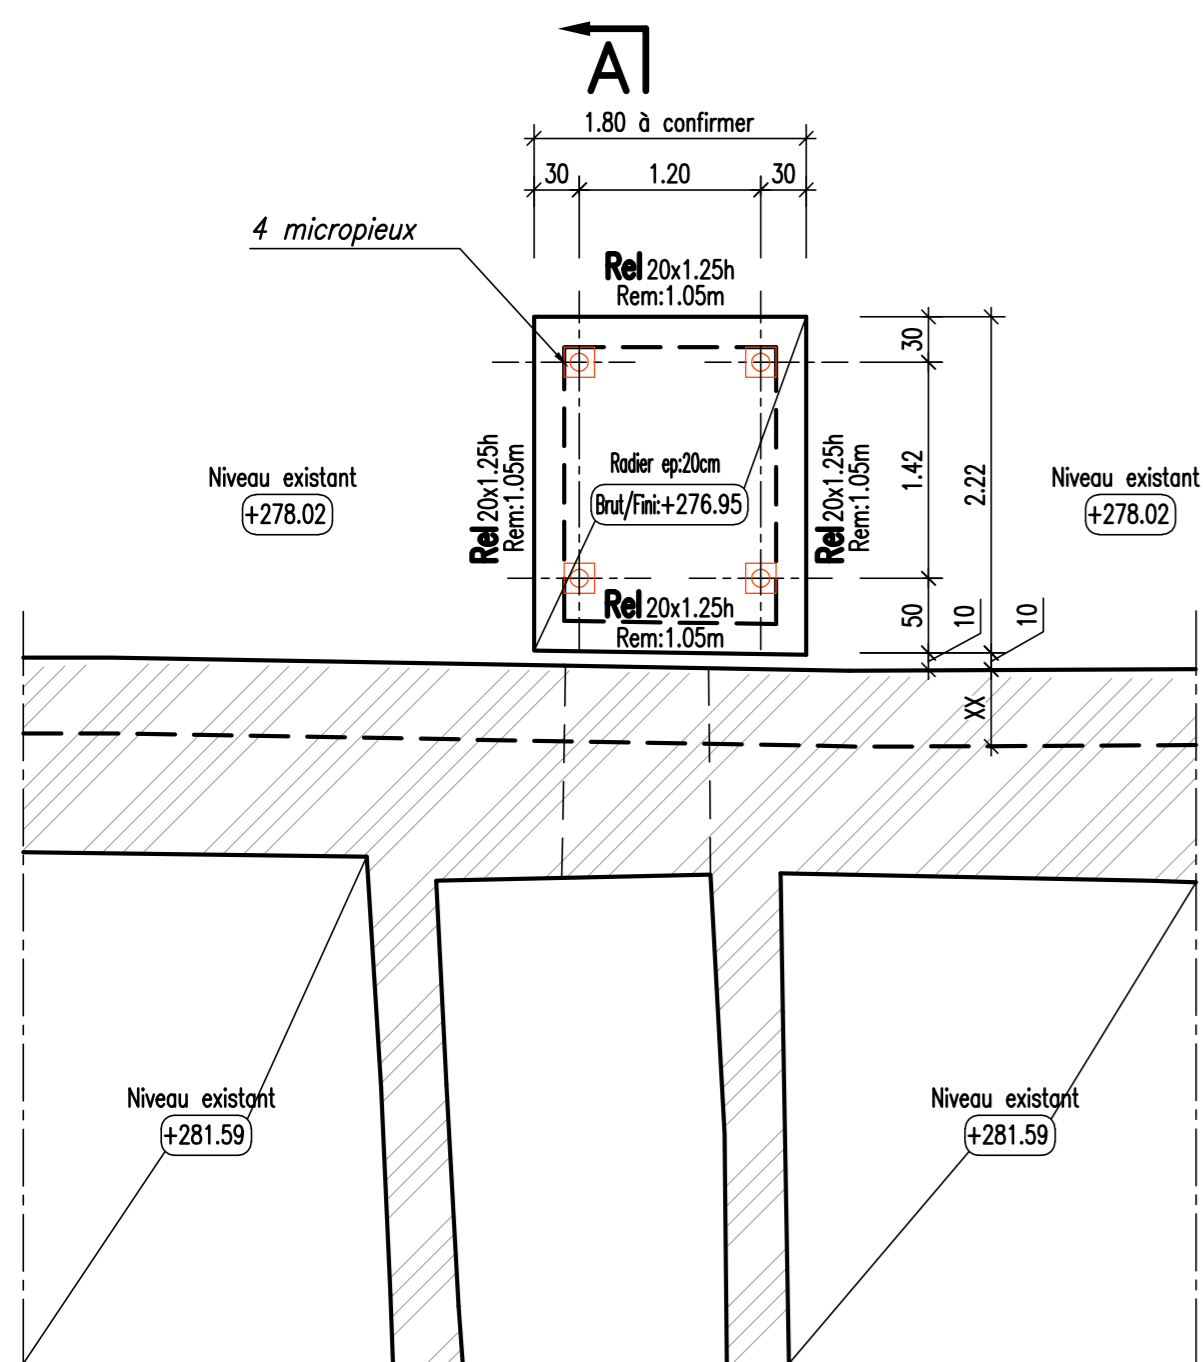 A
1.80 à confirmer
30
1.20
30
4 micropieux
Rel 20x1.25h
Rem:1.05m
30
Rel 20x1.25h
Rem:1.05m
Rel 20x1.25h
Rem:1.05m
1.42
2.22
Niveau existant
+278.02
Radier ep:20cm
Brut/Fini:+276.95
Niveau existant
+278.02
Rel 20x1.25h
Rem:1.05m
50
10
10
XX
Niveau existant
+281.59
Niveau existant
+281.59